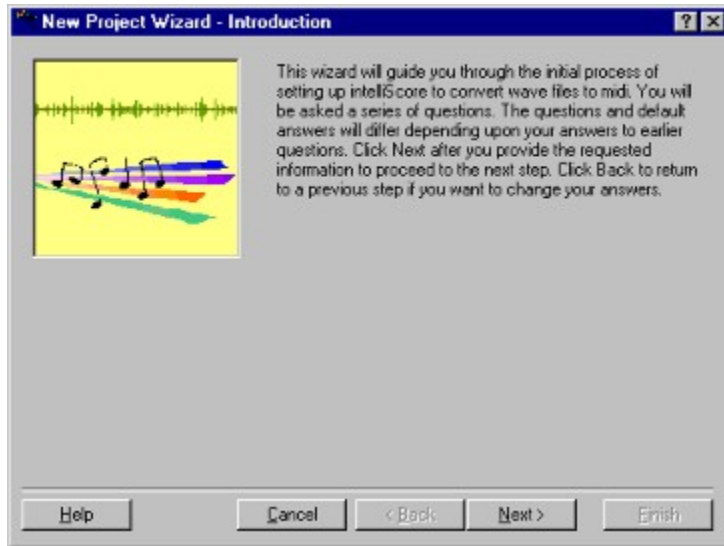 New Project Wizard - Introduction
This wizard will guide you through the initial process of
setting up intelliScore to convert wave files to midi. You will
be asked a series of questions. The questions and default
answers will differ depending upon your answers to earlier
questions. Click Next after you provide the requested
information to proceed to the next step. Click Back to return
to a previous step if you want to change your answers.
Help Cancel < Back Next > Finish